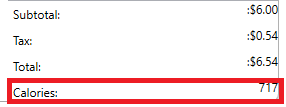 Subtotal: :$6.00
Tax: :$0.54
Total: :$6.54
Calories: 717